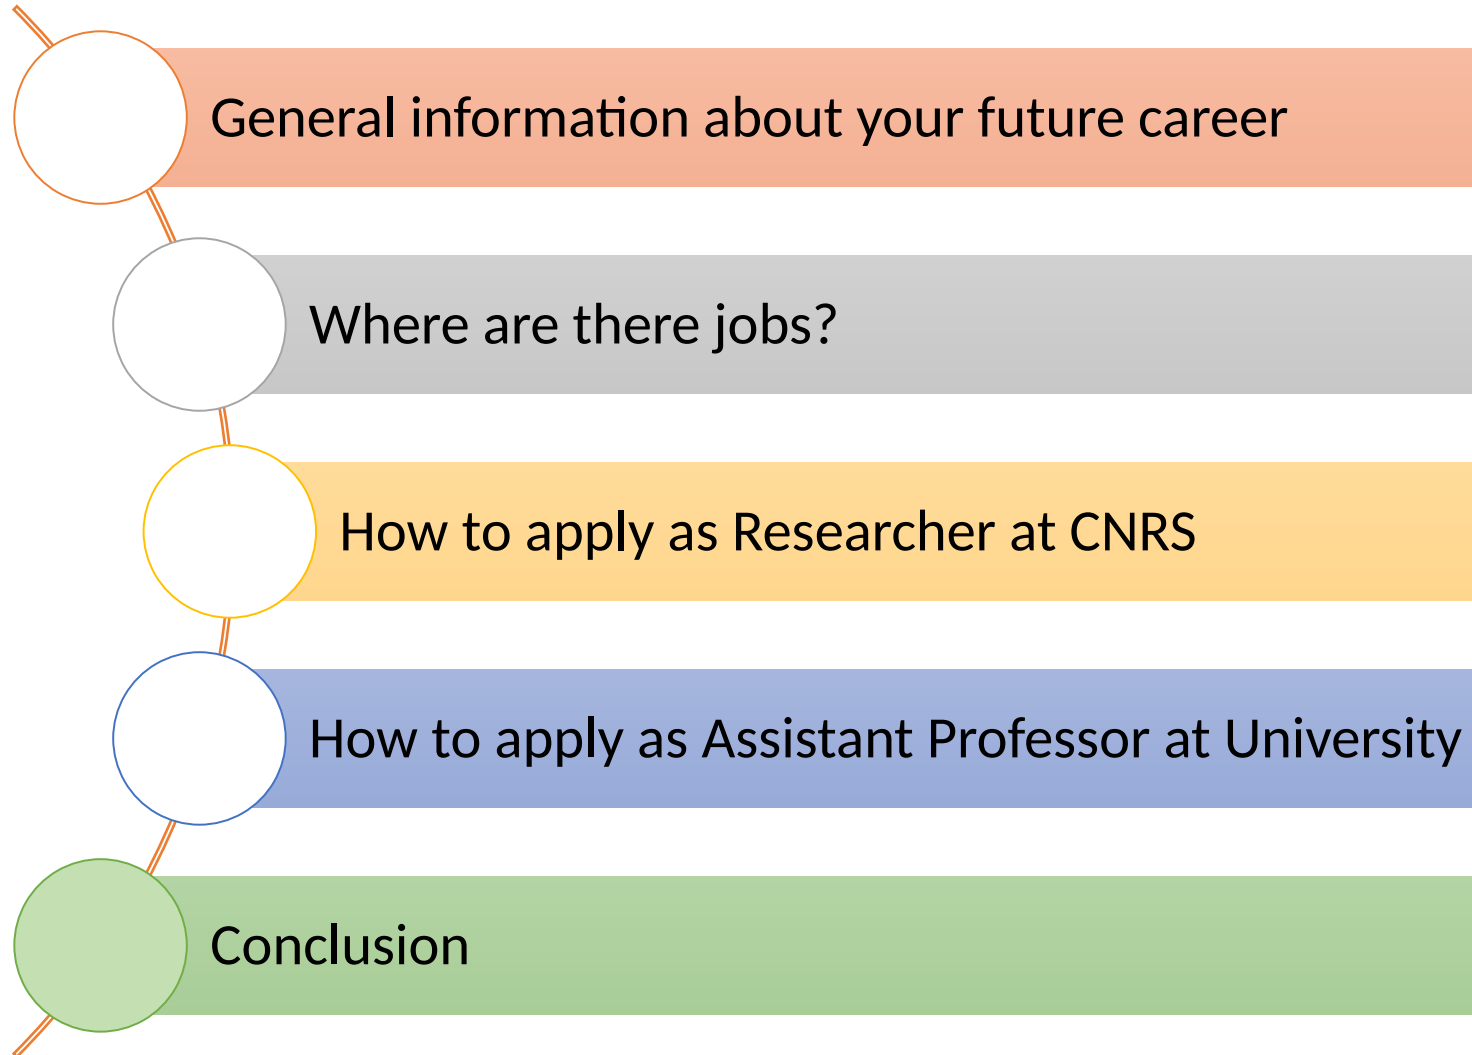 General information about your future career
Where are there jobs?
How to apply as Researcher at CNRS
How to apply as Assistant Professor at University
Conclusion